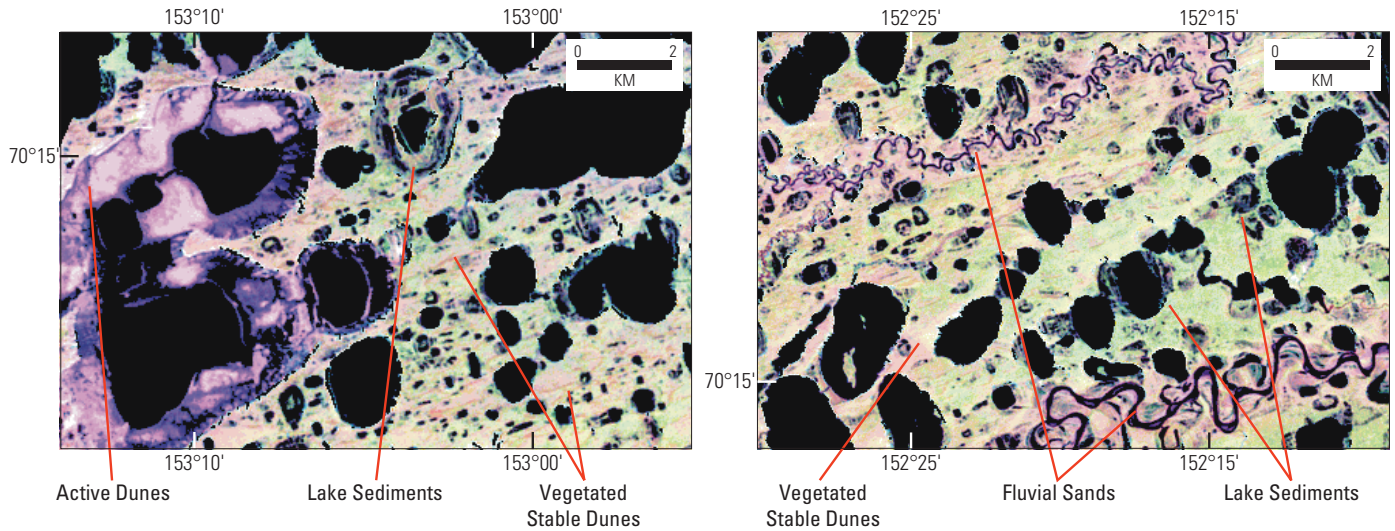 153°10'
153°00'
152°25'
152°15'
0
2
KM
0
2
KM
70°15'
70°15'
153°10'
153°00'
152°25'
152°15'
Active Dunes
Lake Sediments
Vegetated
Stable Dunes
Vegetated
Stable Dunes
Fluvial Sands
Lake Sediments